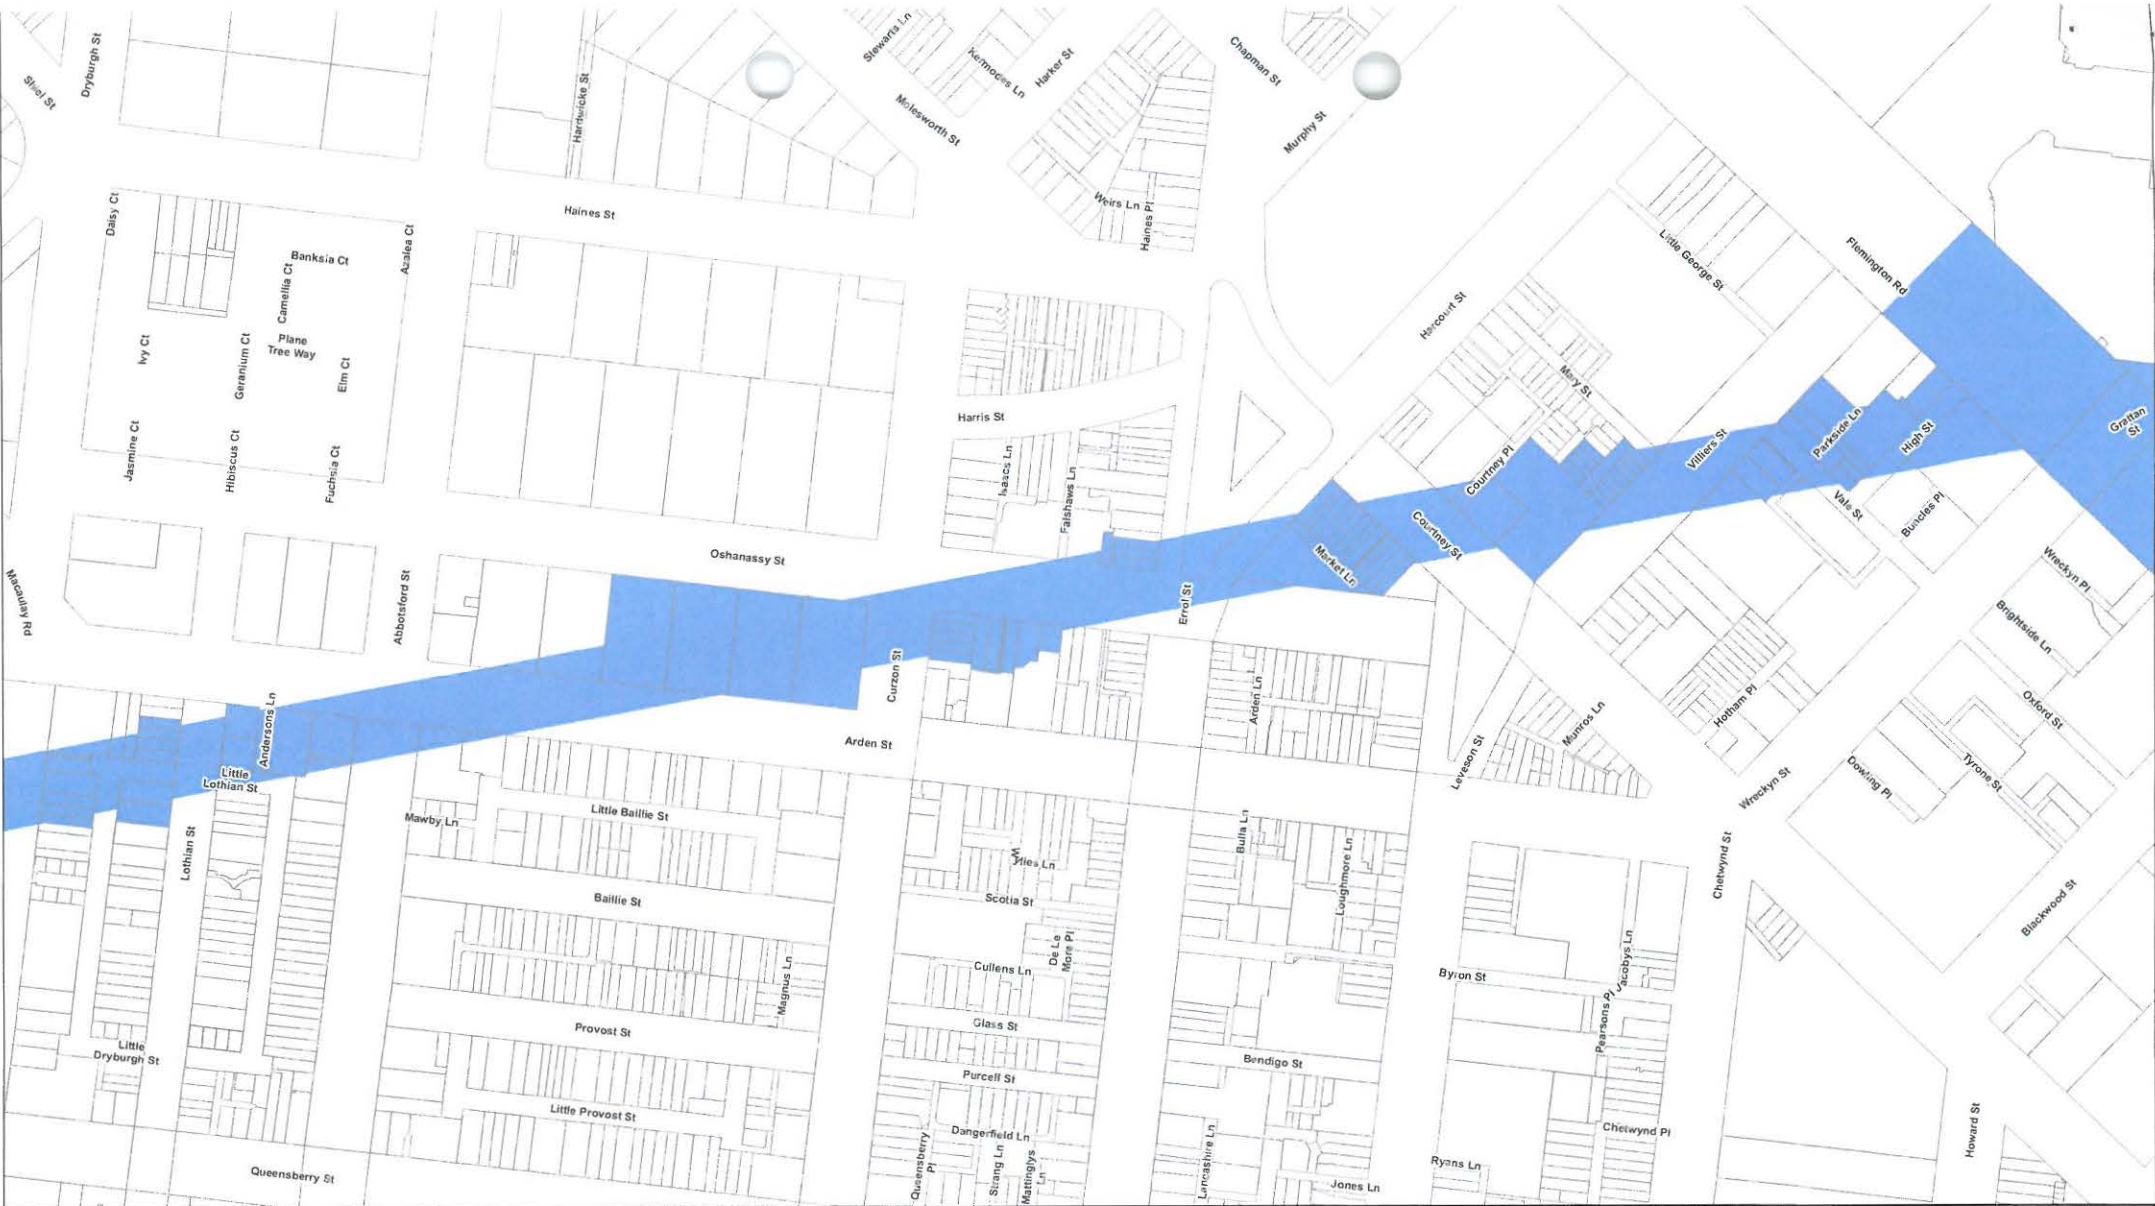 Shiel St
Dryburgh St
Hardwicke St
Stewarts Ln
Kermodes Ln
Harker St
Molesworth St
Chapman St
Murphy St
Daisy Ct
Haines St
Weirs Ln
Haines Pl
Banksia Ct
Azalea Ct
Camellia Ct
Ivy Ct
Geranium Ct
Plane
Tree Way
Elm Ct
Little George St
Flemington Rd
Harcourt St
Mary St
Harris St
Jasmine Ct
Hibiscus Ct
Fuchsia Ct
Isaacs Ln
Falshaws Ln
Courtney Pl
Villiers St
Parkside Ln
High St
Grattan
St
Vale St
Buncles Pl
Macaulay Rd
Abbotsford St
Oshanassy St
Courtney St
Market Ln
Errol St
Wreckyn Pl
Brightside Ln
Curzon St
Arden Ln
Hotham Pl
Oxford St
Andersons Ln
Arden St
Munros Ln
Leveson St
Little
Lothian St
Dowling Pl
Tyrone St
Wreckyn St
Mawby Ln
Little Baillie St
Lothian St
Bulla Ln
Loughmore Ln
Chetwynd St
Baillie St
Scotia St
Blackwood St
De Le
More Pl
Cullens Ln
Magnus Ln
Byron St
Jacobys Ln
Pearsons Pl
Provost St
Glass St
Little
Dryburgh St
Bendigo St
Purcell St
Little Provost St
Dangerfield Ln
Chetwynd Pl
Howard St
Queensberry
Pl
Strang Ln
Mattinglys
Ln
Lancashire Ln
Ryans Ln
Jones Ln
Queensberry St